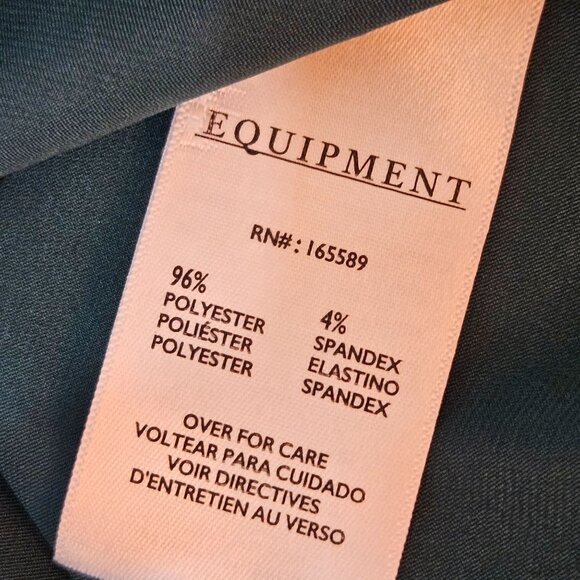 EQUIPMENT
RN#: 165589
96%
POLYESTER
POLIÉSTER
POLYESTER
4%
SPANDEX
ELASTINO
SPANDEX
OVER FOR CARE
VOLTEAR PARA CUIDADO
VOIR DIRECTIVES
D'ENTRETIEN AU VERSO